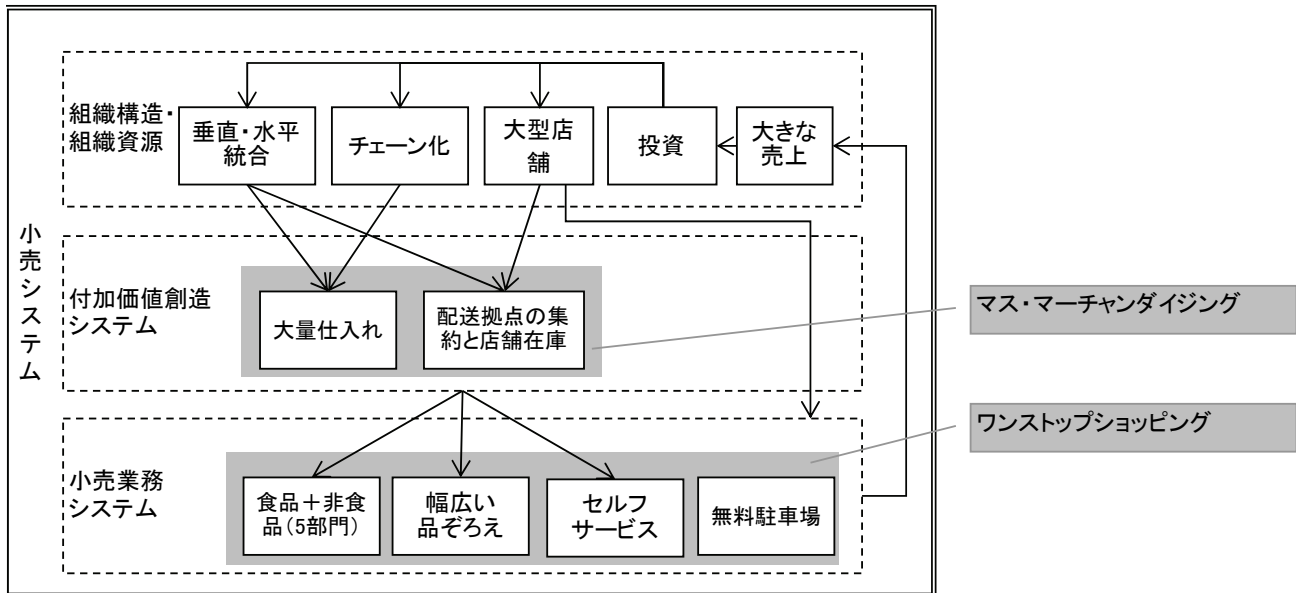 小売システム
組織構造・
組織資源
垂直・水平
統合
チェーン化
大型店
舗
投資
大きな
売上
付加価値創造
システム
大量仕入れ
配送拠点の集
約と店舗在庫
マス・マーチャンダイジング
小売業務
システム
食品＋非食
品（5部門）
幅広い
品ぞろえ
セルフ
サービス
無料駐車場
ワンストップショッピング